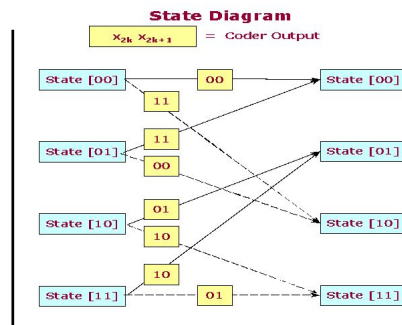 State Diagram
x2k x2k+1 = Coder Output
State [00] 00 State [00]
11
State [01] 11 State [01]
00
State [10] 01 State [10]
10
State [11] 10 State [11]
01